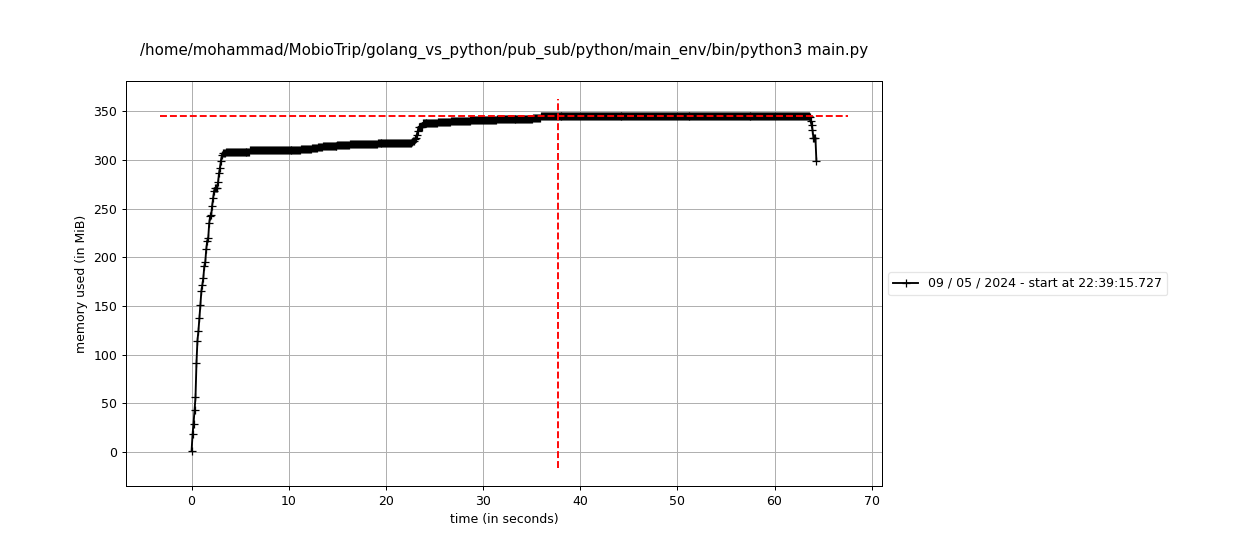 /home/mohammad/MobioTrip/golang_vs_python/pub_sub/python/main_env/bin/python3 main.py
350
300
250
200
150
100
50
0
memory used (in MiB)
09 / 05 / 2024 - start at 22:39:15.727
0 10 20 30 40 50 60 70
time (in seconds)